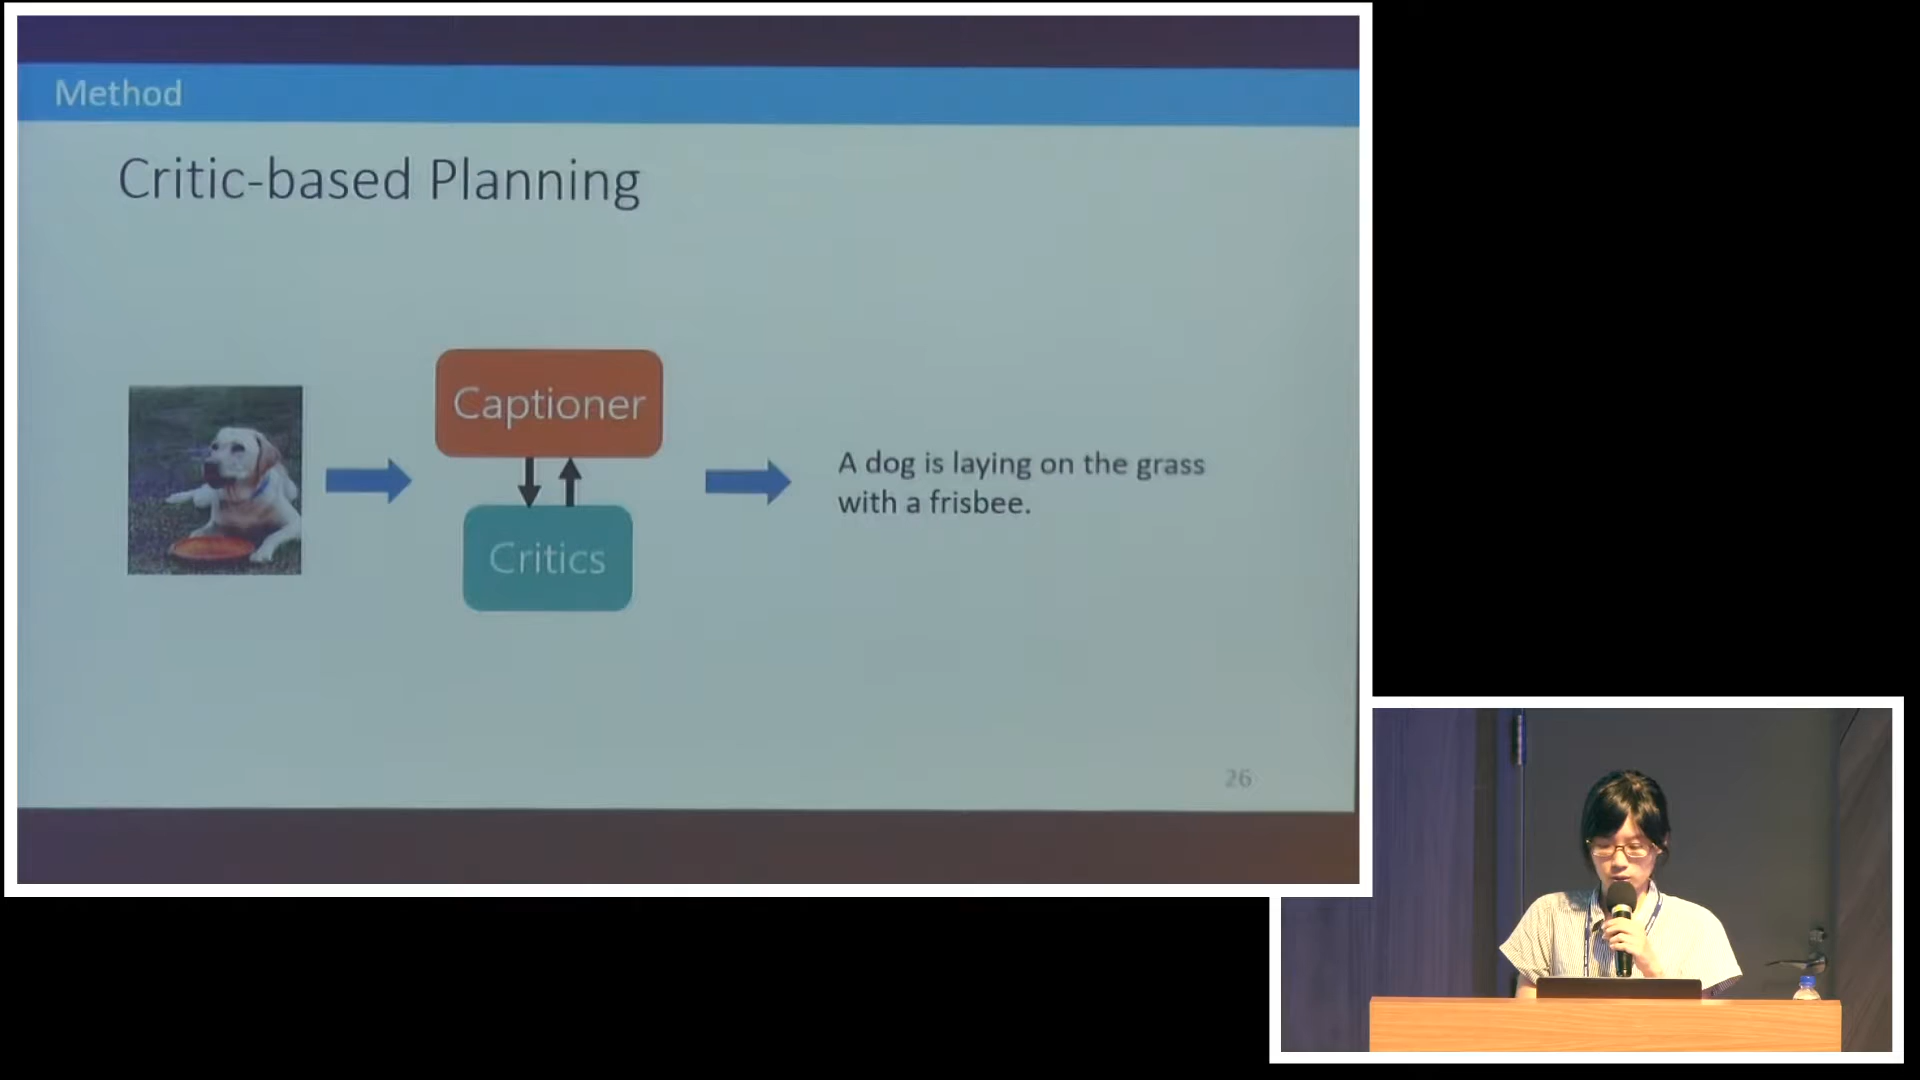 Method
Critic-based Planning
Captioner
Critics
A dog is laying on the grass
with a frisbee.
26